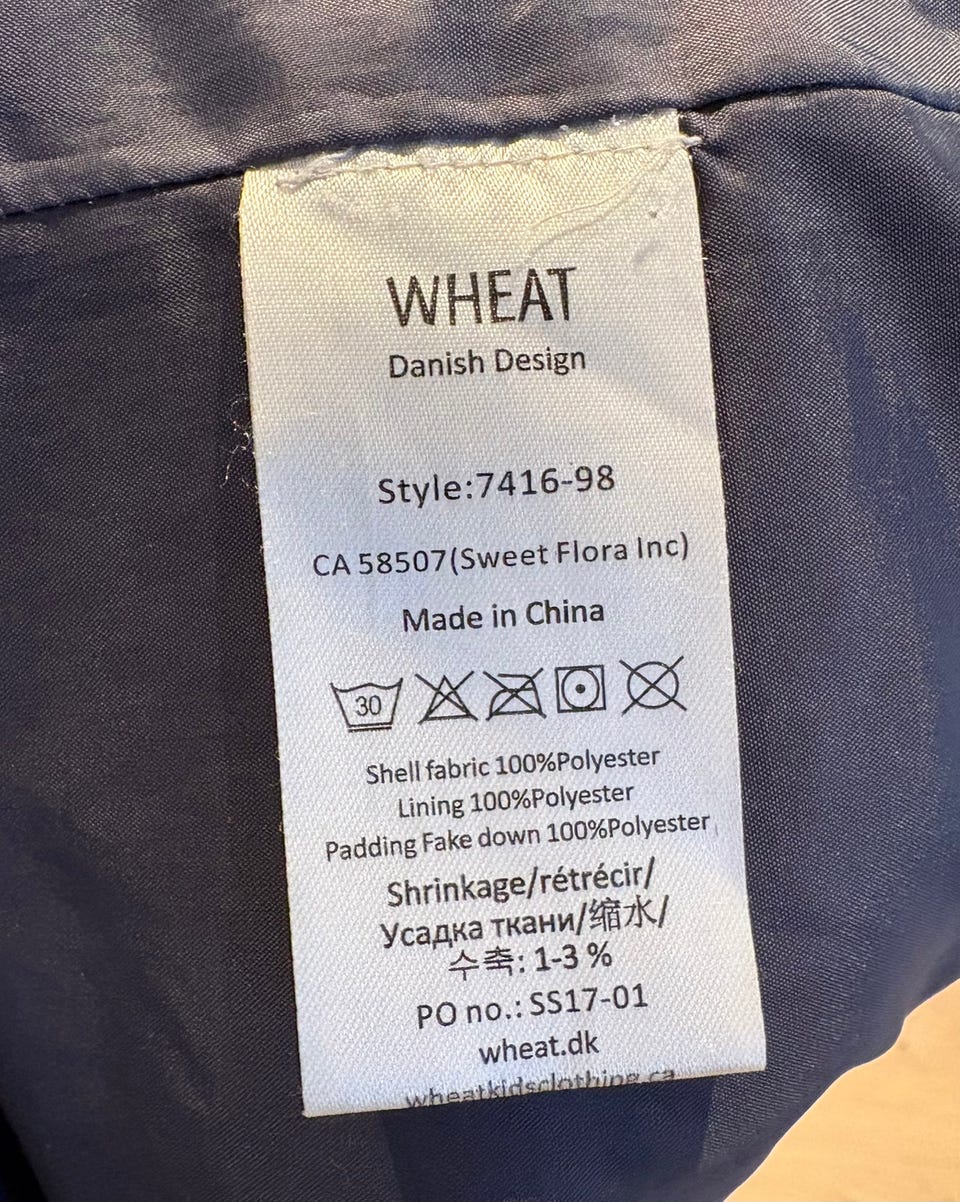 WHEAT
Danish Design
Style:7416-98
CA 58507(Sweet Flora Inc)
Made in China
30
Shell fabric 100%Polyester
Lining 100%Polyester
Padding Fake down 100%Polyester
Shrinkage/rétrécir/
Усадка ткани/缩水/
수축: 1-3 %
PO no.: SS17-01
wheat.dk
wheatkidsclothing.ca